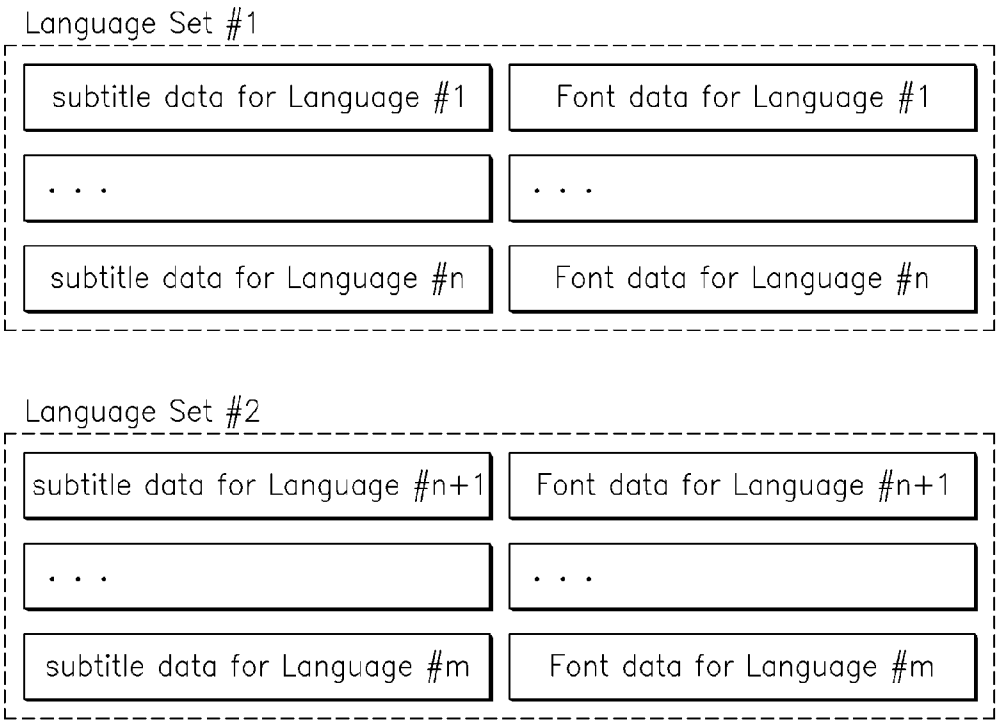 Language Set #1
subtitle data for Language #1 Font data for Language #1
. . . . . .
subtitle data for Language #n Font data for Language #n
Language Set #2
subtitle data for Language #n+1 Font data for Language #n+1
. . . . . .
subtitle data for Language #m Font data for Language #m